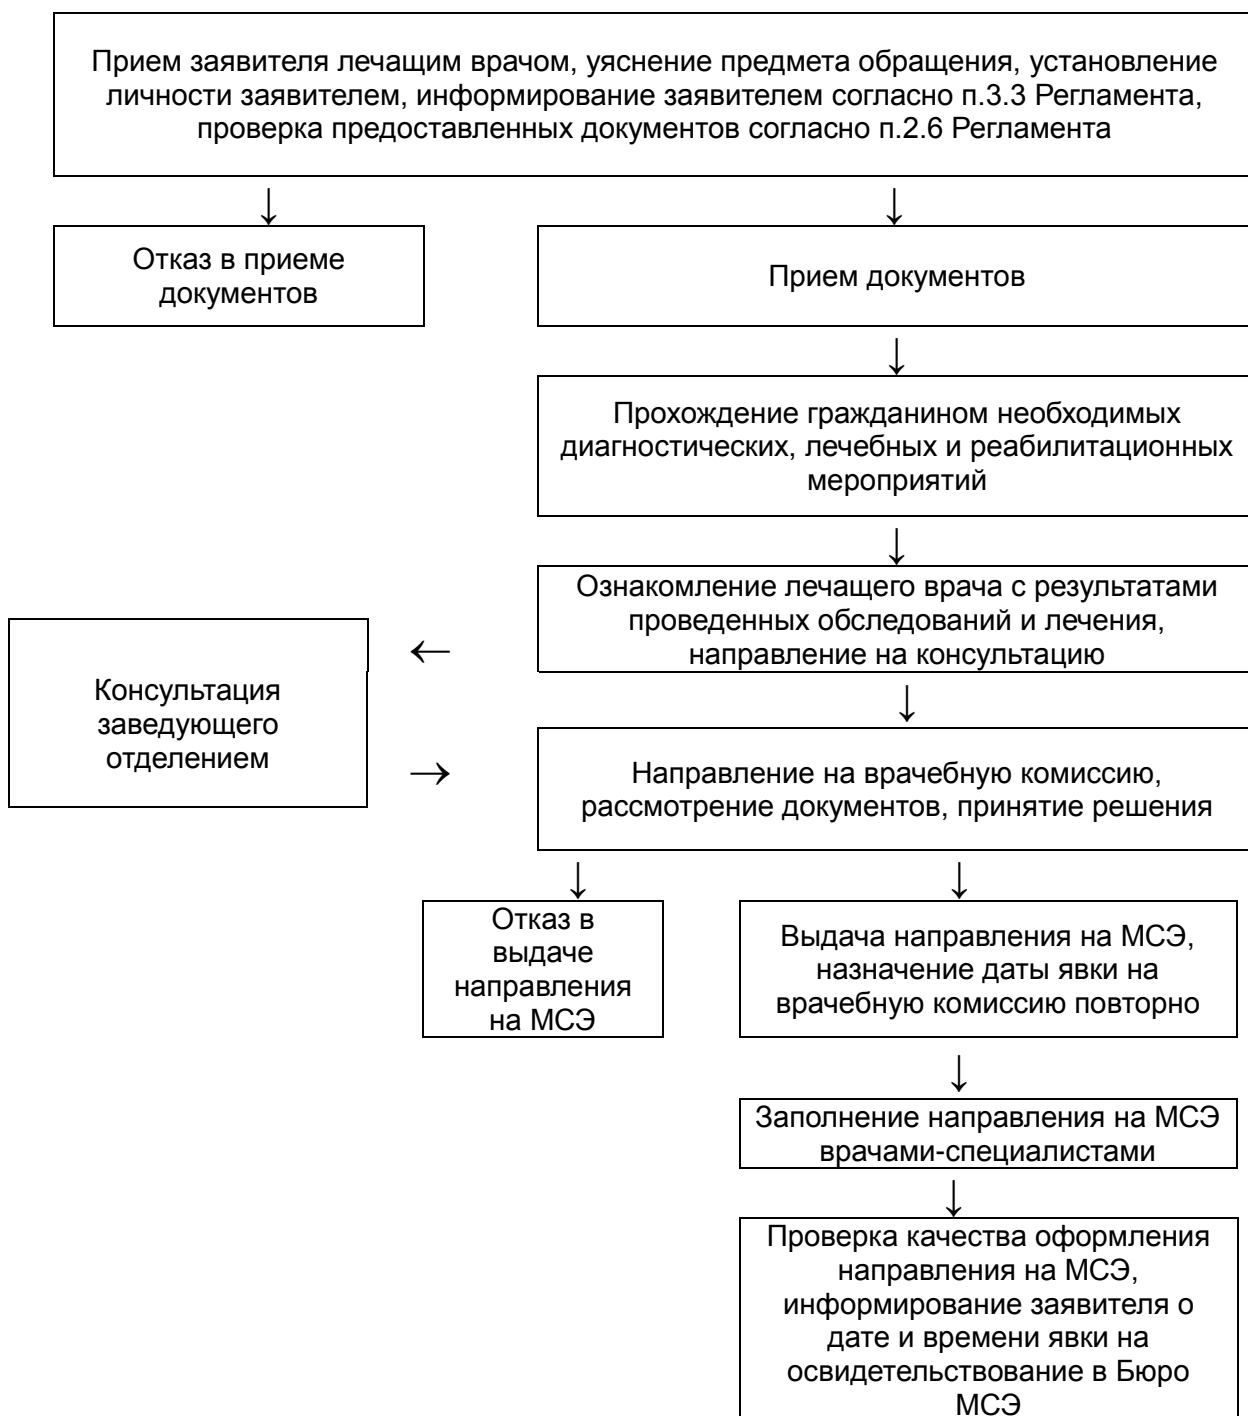 Прием заявителя лечащим врачом, уяснение предмета обращения, установление
личности заявителем, информирование заявителем согласно п.3.3 Регламента,
проверка предоставленных документов согласно п.2.6 Регламента
↓
↓
Отказ в приеме
документов
Прием документов
↓
Прохождение гражданином необходимых
диагностических, лечебных и реабилитационных
мероприятий
↓
Ознакомление лечащего врача с результатами
проведенных обследований и лечения,
направление на консультацию
←
Консультация
заведующего
отделением
→
↓
Направление на врачебную комиссию,
рассмотрение документов, принятие решения
↓
↓
Отказ в
выдаче
направления
на МСЭ
Выдача направления на МСЭ,
назначение даты явки на
врачебную комиссию повторно
↓
Заполнение направления на МСЭ
врачами-специалистами
↓
Проверка качества оформления
направления на МСЭ,
информирование заявителя о
дате и времени явки на
освидетельствование в Бюро
МСЭ